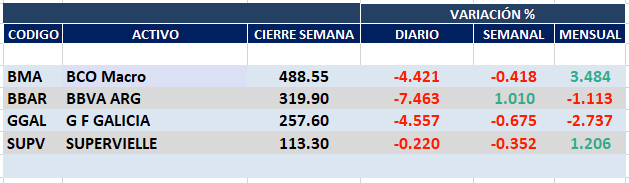 VARIACIÓN %
CODIGO ACTIVO CIERRE SEMANA DIARIO SEMANAL MENSUAL
BMA BCO Macro 488.55 -4.421 -0.418 3.484
BBAR BBVA ARG 319.90 -7.463 1.010 -1.113
GGAL G F GALICIA 257.60 -4.557 -0.675 -2.737
SUPV SUPERVIELLE 113.30 -0.220 -0.352 1.206